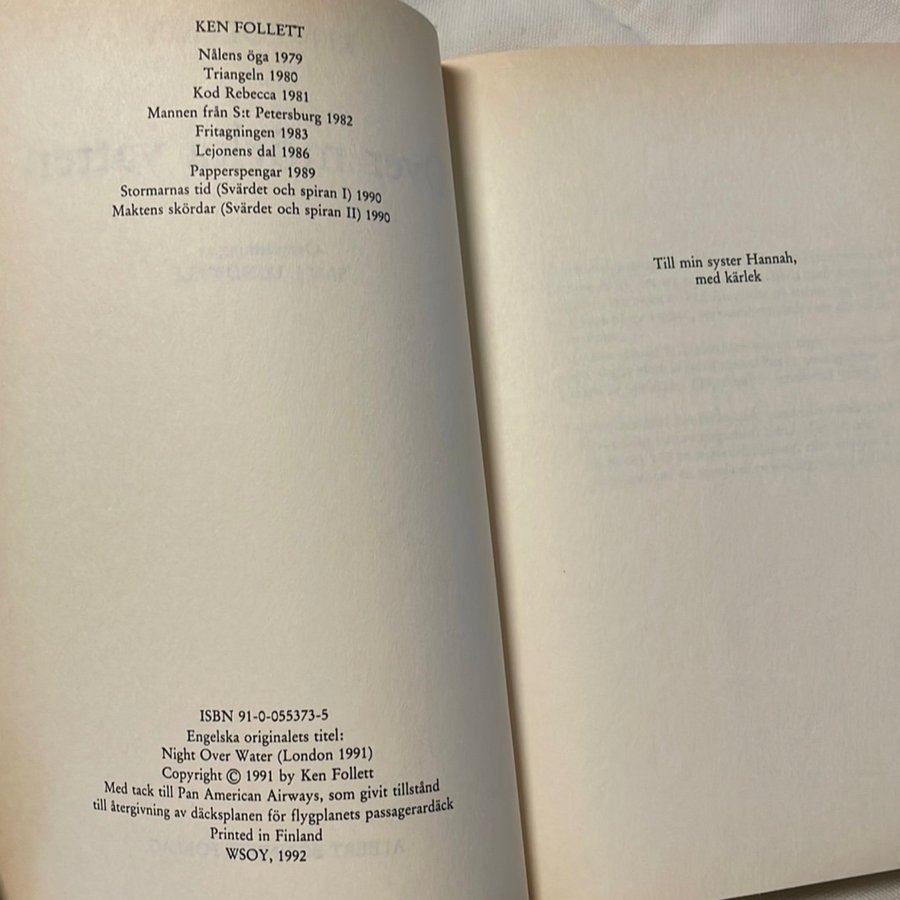 KEN FOLLETT
Nålens öga 1979
Triangeln 1980
Kod Rebecca 1981
Mannen från S:t Petersburg 1982
Fritagningen 1983
Lejonens dal 1986
Papperspengar 1989
Stormarnas tid (Svärdet och spiran I) 1990
Maktens skördar (Svärdet och spiran II) 1990
ISBN 91-0-055373-5
Engelska originalets titel:
Night Over Water (London 1991)
Copyright © 1991 by Ken Follett
Med tack till Pan American Airways, som givit tillstånd
till återgivning av däcksplanen för flygplanets passagerardäck
Printed in Finland
WSOY, 1992
Till min syster Hannah,
med kärlek